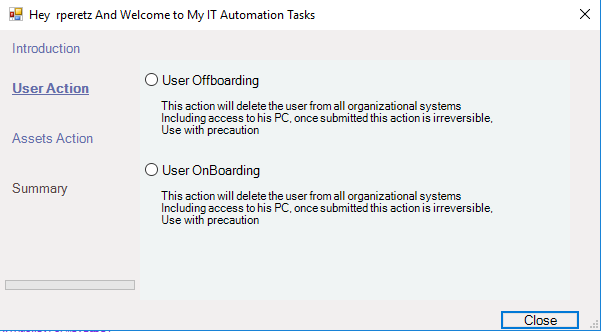 Hey rperetz And Welcome to My IT Automation Tasks
Introduction
User Action
Assets Action
Summary
User Offboarding
This action will delete the user from all organizational systems
Including access to his PC, once submitted this action is irreversible,
Use with precaution
User OnBoarding
This action will delete the user from all organizational systems
Including access to his PC, once submitted this action is irreversible,
Use with precaution
Close